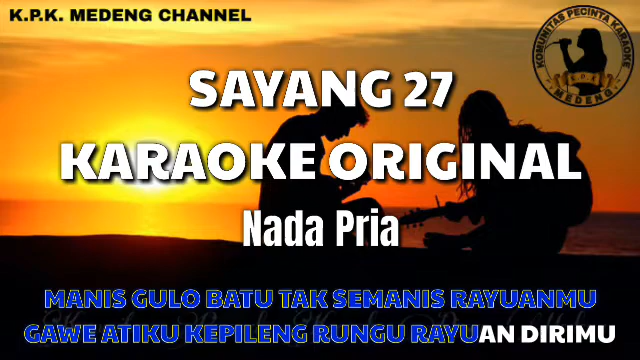 K.P.K. MEDENG CHANNEL
KOMUNITAS PECINTA KARAOKE
K.P.K
MEDENG
SAYANG 27
KARAOKE ORIGINAL
Nada Pria
MANIS GULO BATU TAK SEMANIS RAYUANMU
GAWE ATIKU KEPILENG RUNGU RAYUAN DIRIMU